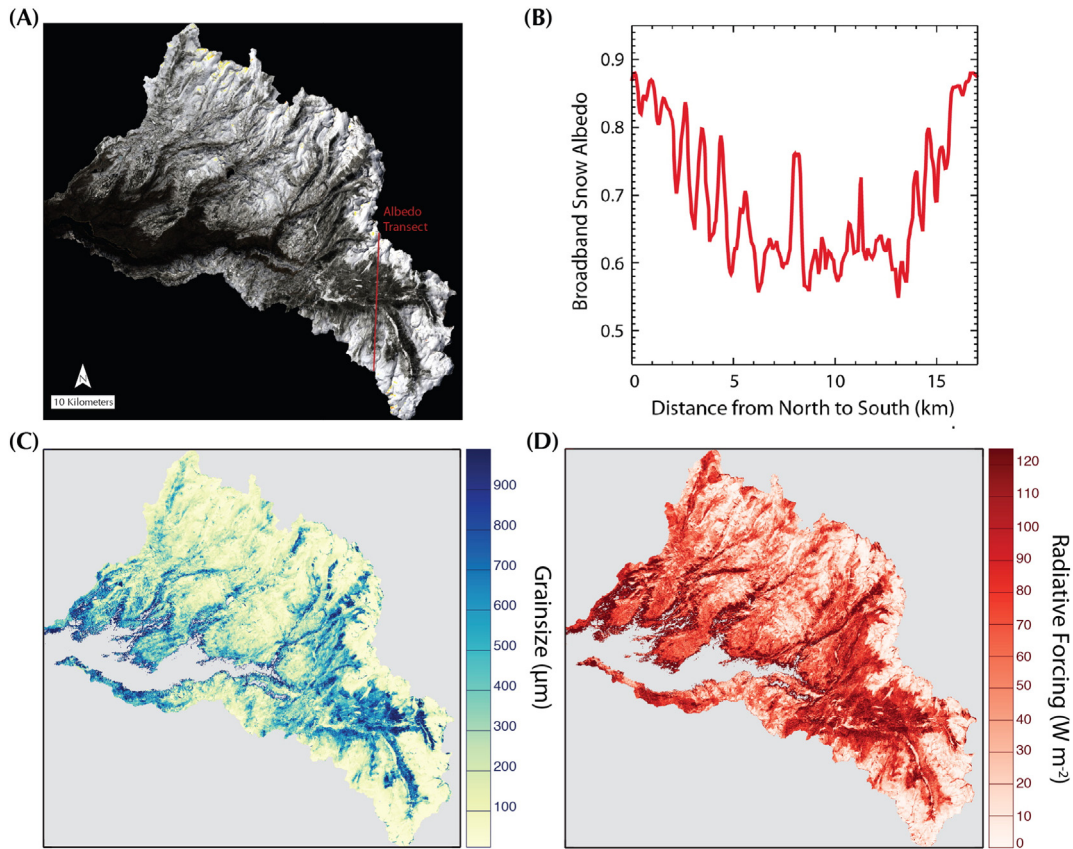 (A)
Albedo
Transect
N
10 Kilometers
(B)
0.9
0.8
0.7
0.6
0.5
Broadband Snow Albedo
0 5 10 15
Distance from North to South (km)
(C)
900
800
700
600
500
400
300
200
100
Grainsize (μm)
(D)
120
110
100
90
80
70
60
50
40
30
20
10
0
Radiative Forcing (W m-2)